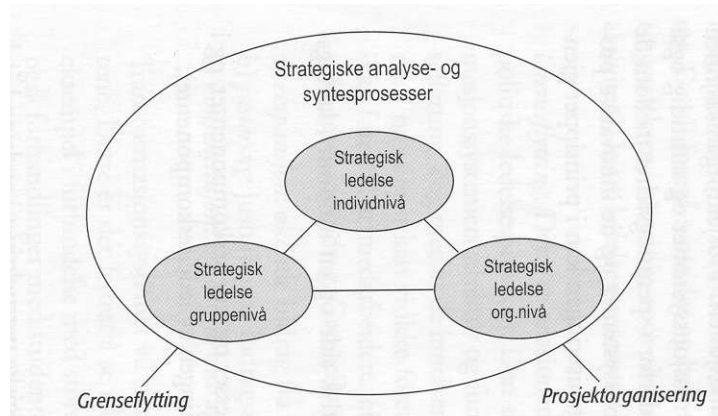 Strategiske analyse- og
syntesprosesser
Strategisk
ledelse
individnivå
Strategisk
ledelse
gruppenivå
Strategisk
ledelse
org.nivå
Grenseflytting
Prosjektorganisering